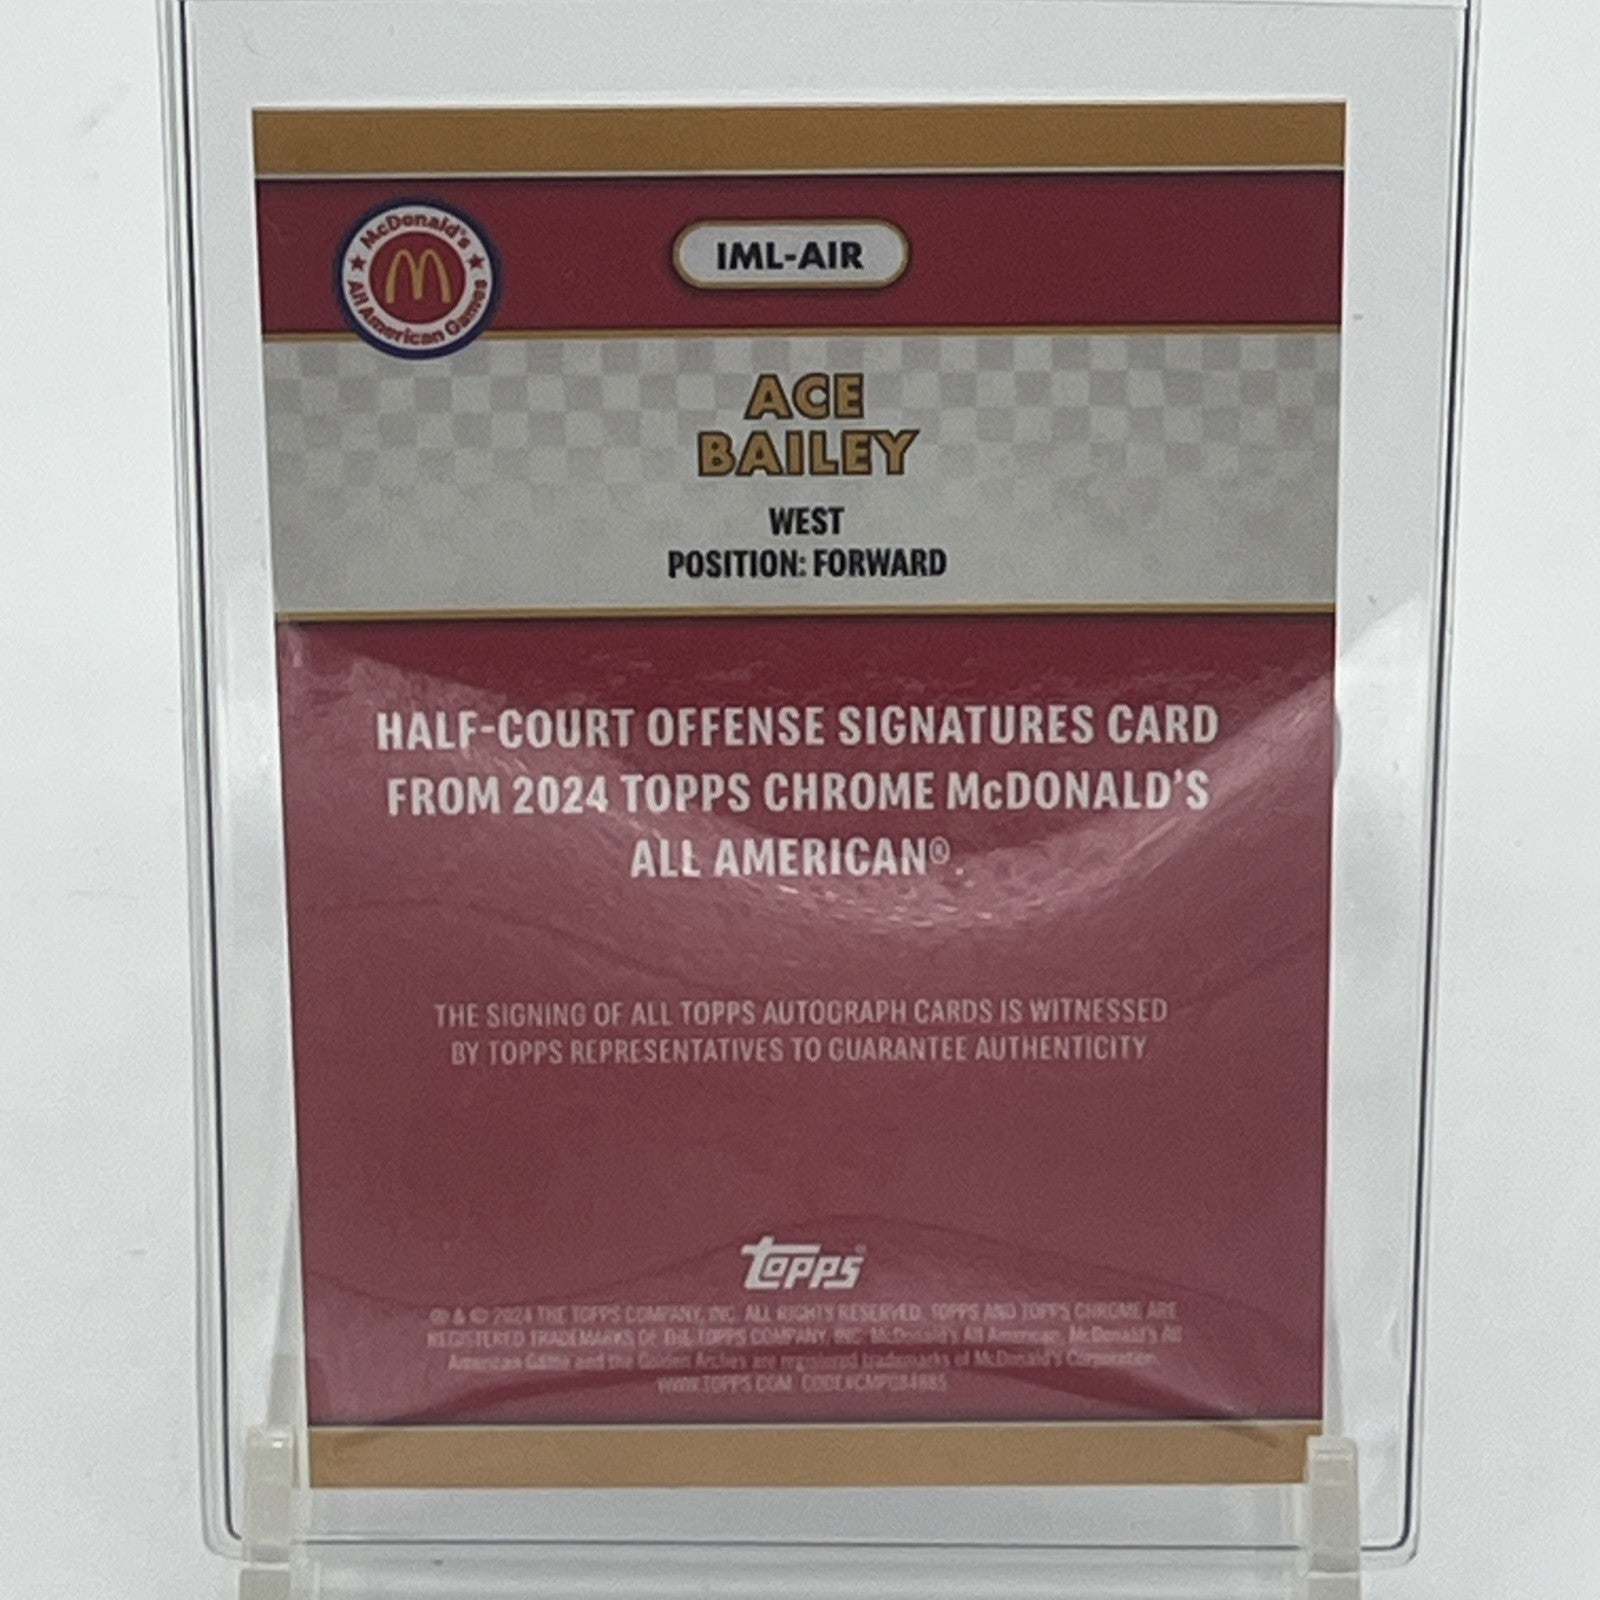 McDonald's
All American Games
IML-AIR
ACE
BAILEY
WEST
POSITION: FORWARD
HALF-COURT OFFENSE SIGNATURES CARD
FROM 2024 TOPPS CHROME McDONALD'S
ALL AMERICAN®.
THE SIGNING OF ALL TOPPS AUTOGRAPH CARDS IS WITNESSED
BY TOPPS REPRESENTATIVES TO GUARANTEE AUTHENTICITY.
TOPPS
® & © 2024 THE TOPPS COMPANY, INC. ALL RIGHTS RESERVED. TOPPS AND TOPPS CHROME ARE
REGISTERED TRADEMARKS OF THE TOPPS COMPANY, INC. McDonald's All American, McDonald's All
American Game and the Golden Arches are registered trademarks of McDonald's Corporation.
WWW.TOPPS.COM